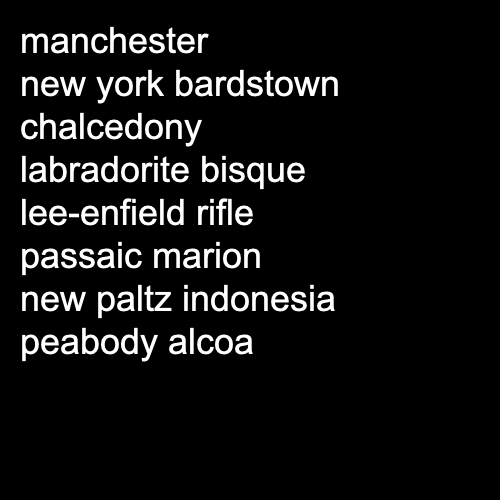 manchester
new york bardstown
chalcedony
labradorite bisque
lee-enfield rifle
passaic marion
new paltz indonesia
peabody alcoa